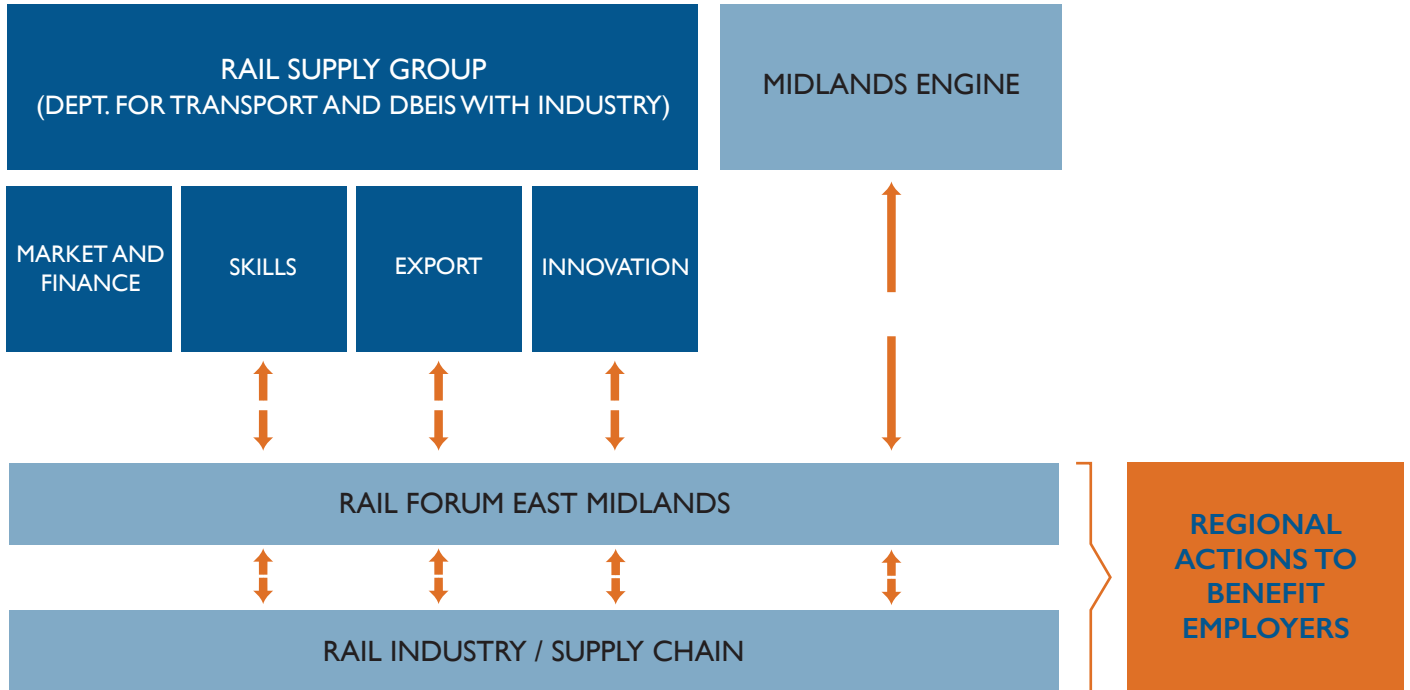 RAIL SUPPLY GROUP
(DEPT. FOR TRANSPORT AND DBEIS WITH INDUSTRY)
MIDLANDS ENGINE
MARKET AND
FINANCE
SKILLS
EXPORT
INNOVATION
RAIL FORUM EAST MIDLANDS
RAIL INDUSTRY / SUPPLY CHAIN
REGIONAL
ACTIONS TO
BENEFIT
EMPLOYERS